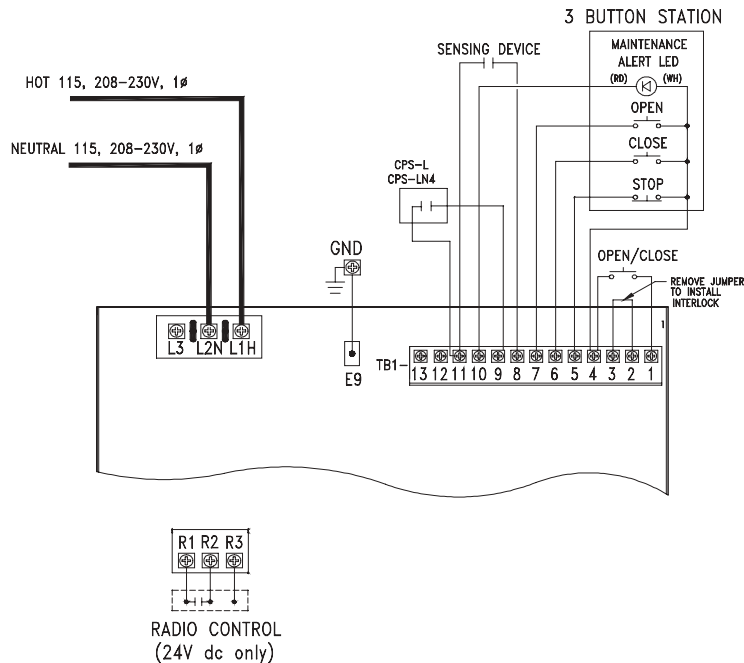 3 BUTTON STATION
SENSING DEVICE
MAINTENANCE
ALERT LED
(RD) (WH)
HOT 115, 208-230V, 1ø
OPEN
NEUTRAL 115, 208-230V, 1ø
CLOSE
CPS-L
CPS-LN4
STOP
GND
OPEN/CLOSE
REMOVE JUMPER
TO INSTALL
INTERLOCK
1
L3 L2N L1H
E9
TB1-
13 12 11 10 9 8 7 6 5 4 3 2 1
R1 R2 R3
RADIO CONTROL
(24V dc only)